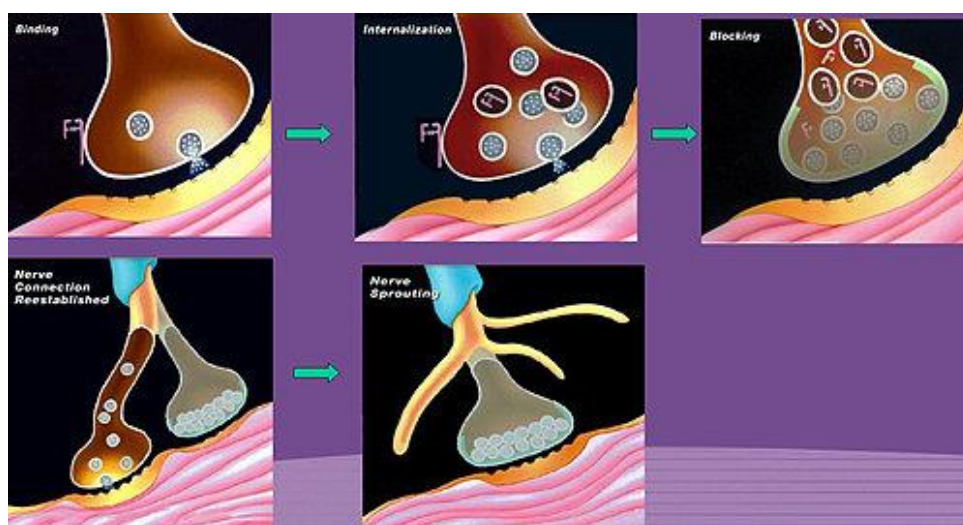 Binding
Internalization
Blocking
Nerve
Connection
Reestablished
Nerve
Sprouting